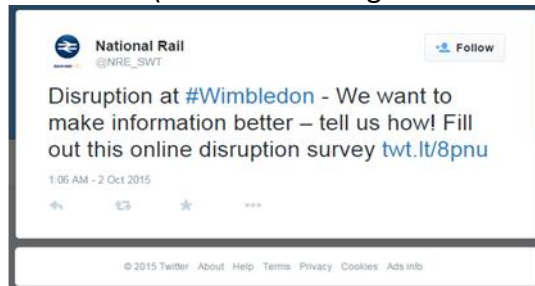 National Rail
@NRE_SWT
Follow
Disruption at #Wimbledon - We want to
make information better – tell us how! Fill
out this online disruption survey twt.lt/8pnu
1:06 AM - 2 Oct 2015
© 2015 Twitter About Help Terms Privacy Cookies Ads info